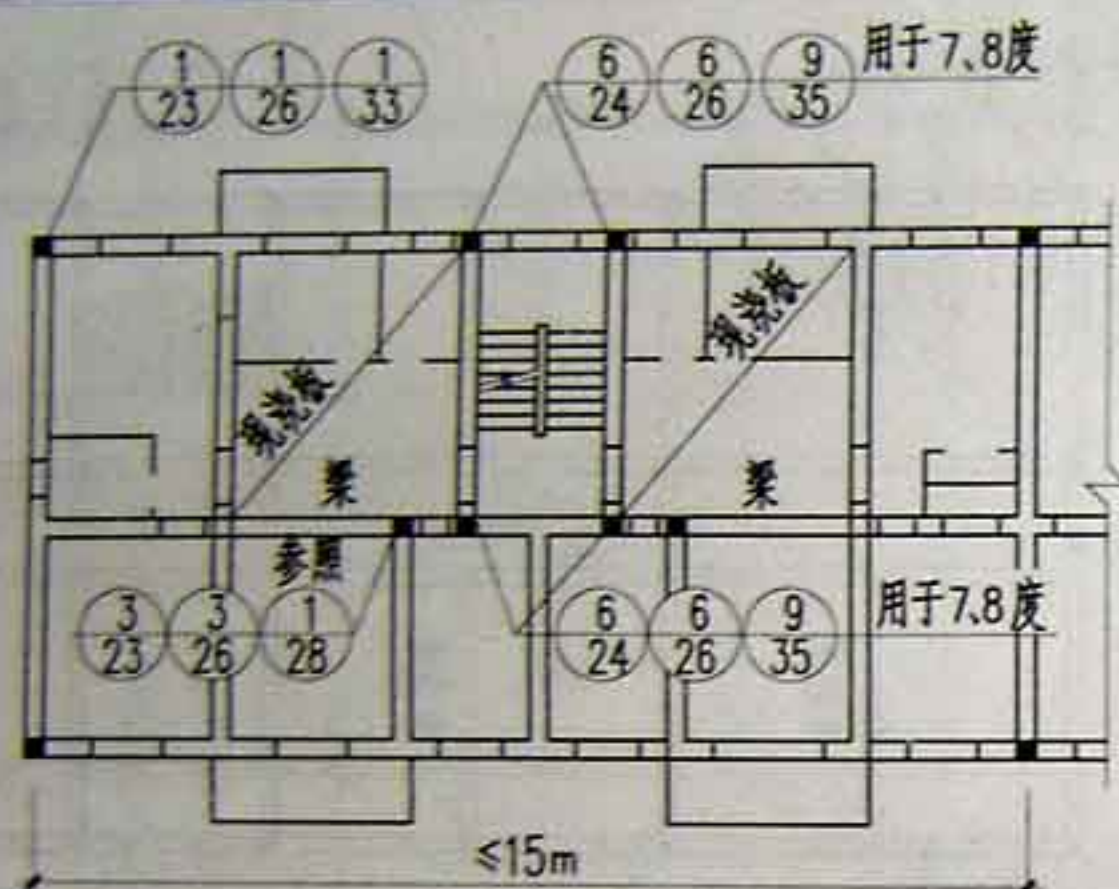 1/23 1/26 1/33
6/24 6/26 9/35 用于7、8度
现浇板
现浇板
梁
梁
参照
3/23 3/26 1/28
6/24 6/26 9/35 用于7、8度
≤15m